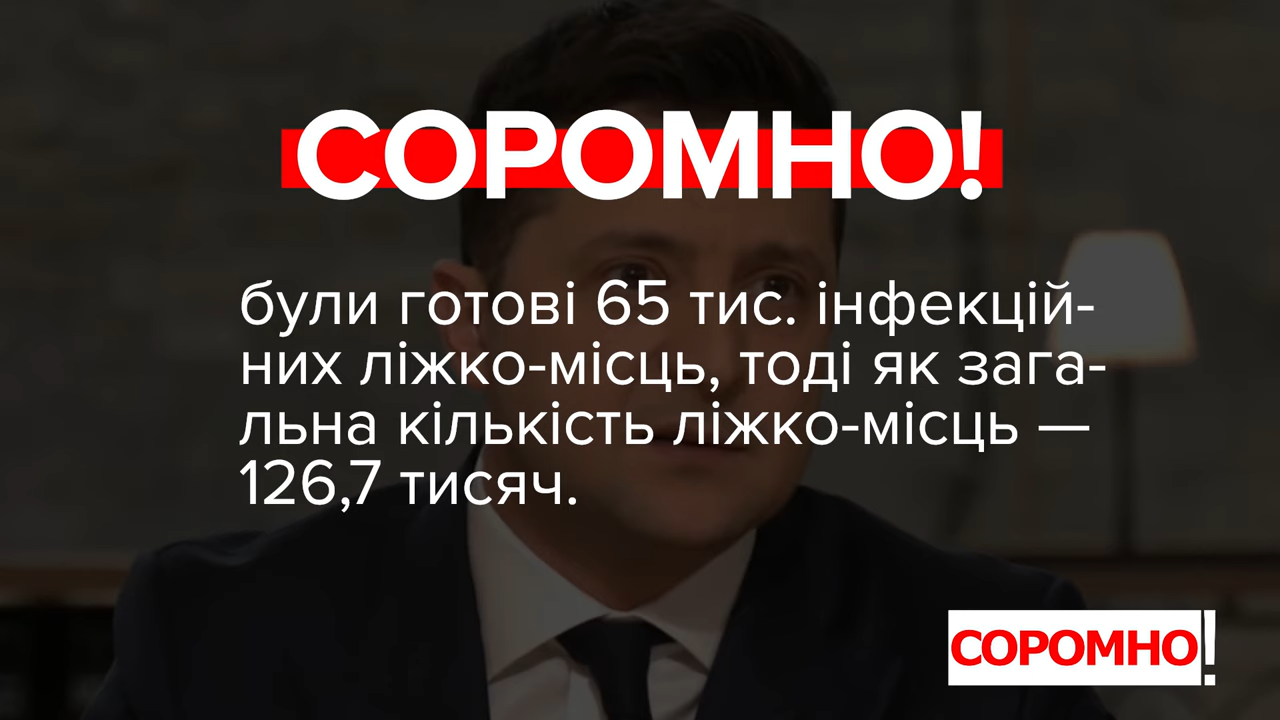 СОРОМНО!
були готові 65 тис. інфекцій-
них ліжко-місць, тоді як зага-
льна кількість ліжко-місць —
126,7 тисяч.
СОРОМНО!